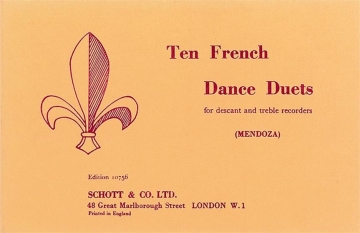 Ten French
Dance Duets
for descant and treble recorders
(MENDOZA)
Edition 10756
SCHOTT & CO. LTD.
48 Great Marlborough Street LONDON W. 1
Printed in England